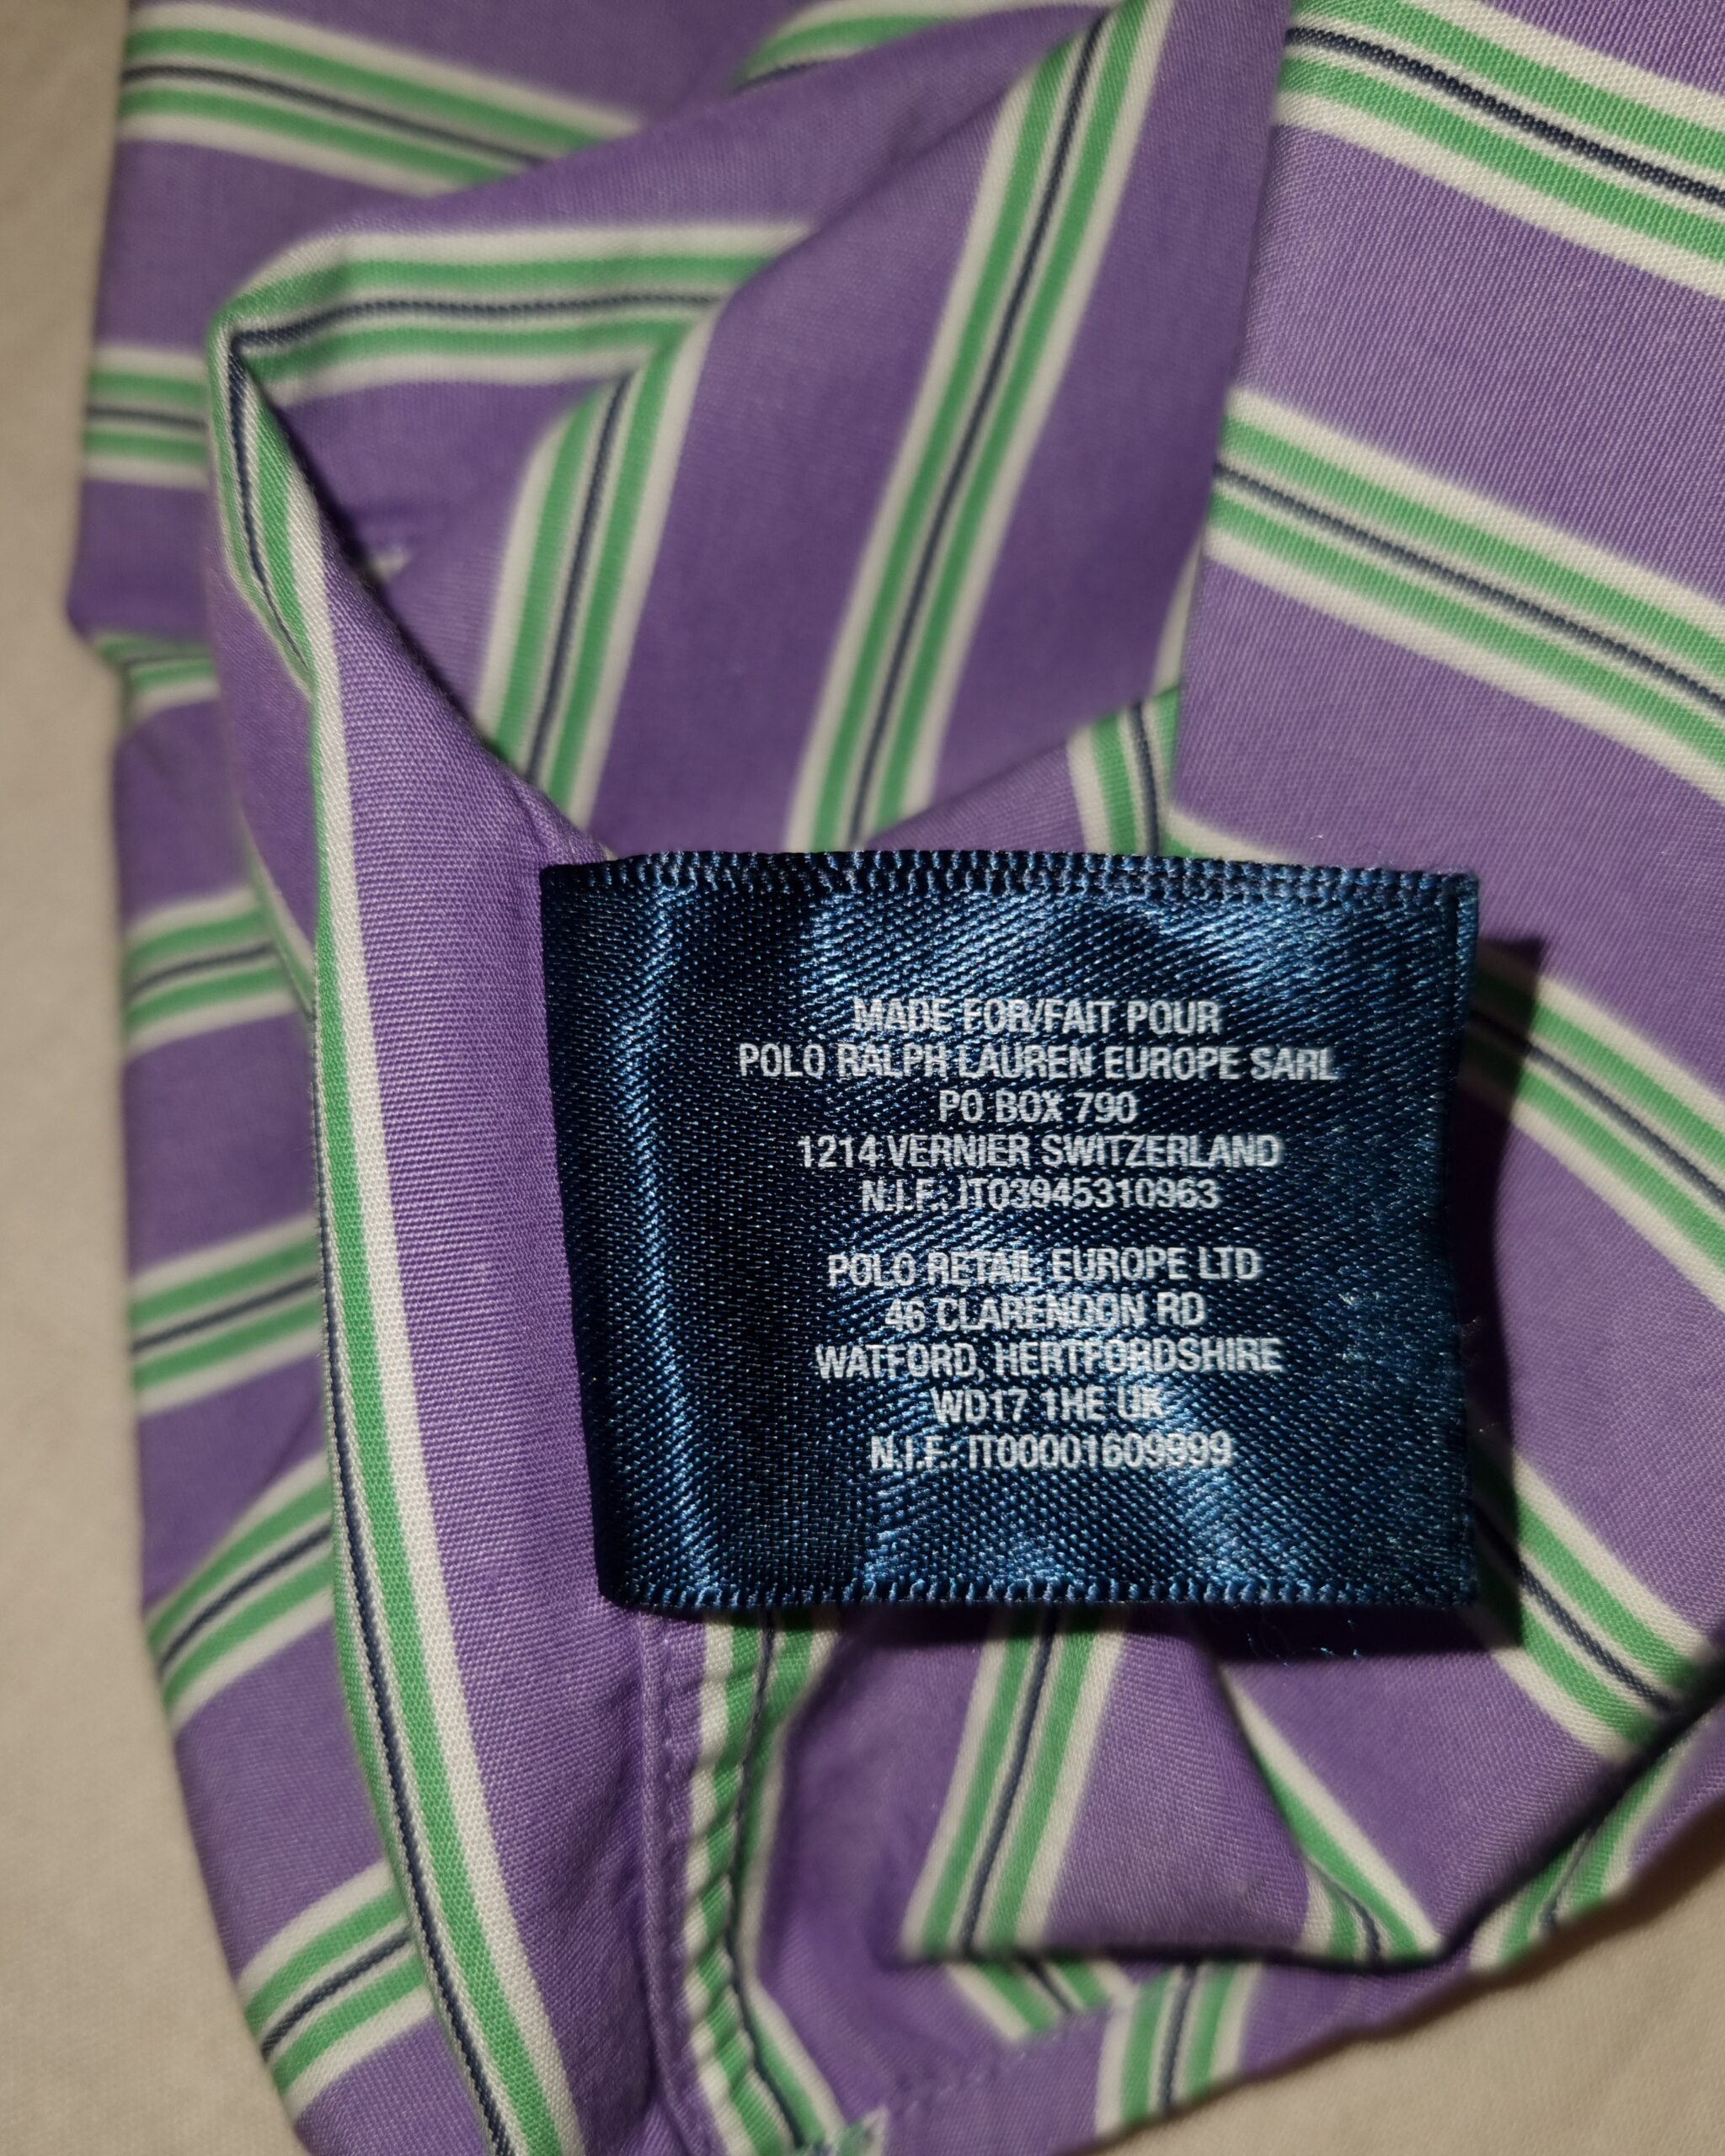 MADE FOR/FAIT POUR
POLO RALPH LAUREN EUROPE SARL
PO BOX 790
1214 VERNIER SWITZERLAND
N.I.F.: IT03945310963
POLO RETAIL EUROPE LTD
46 CLARENDON RD
WATFORD, HERTFORDSHIRE
WD17 1HE UK
N.I.F.: IT00001609999